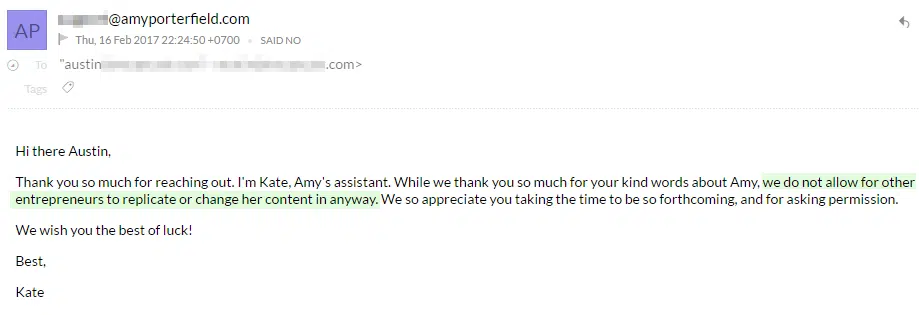 AP
@amyporterfield.com
Thu, 16 Feb 2017 22:24:50 +0700 • SAID NO
To "austin .com>
Tags
Hi there Austin,
Thank you so much for reaching out. I'm Kate, Amy's assistant. While we thank you so much for your kind words about Amy, we do not allow for other
entrepreneurs to replicate or change her content in anyway. We so appreciate you taking the time to be so forthcoming, and for asking permission.
We wish you the best of luck!
Best,
Kate